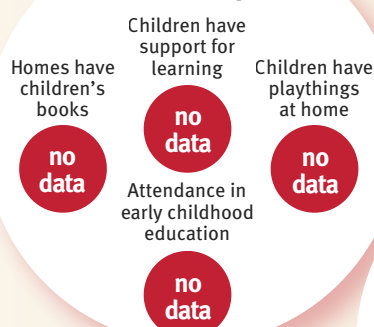 Children have
support for
learning
no
data
Homes have
children’s
books
no
data
Children have
playthings
at home
no
data
Attendance in
early childhood
education
no
data